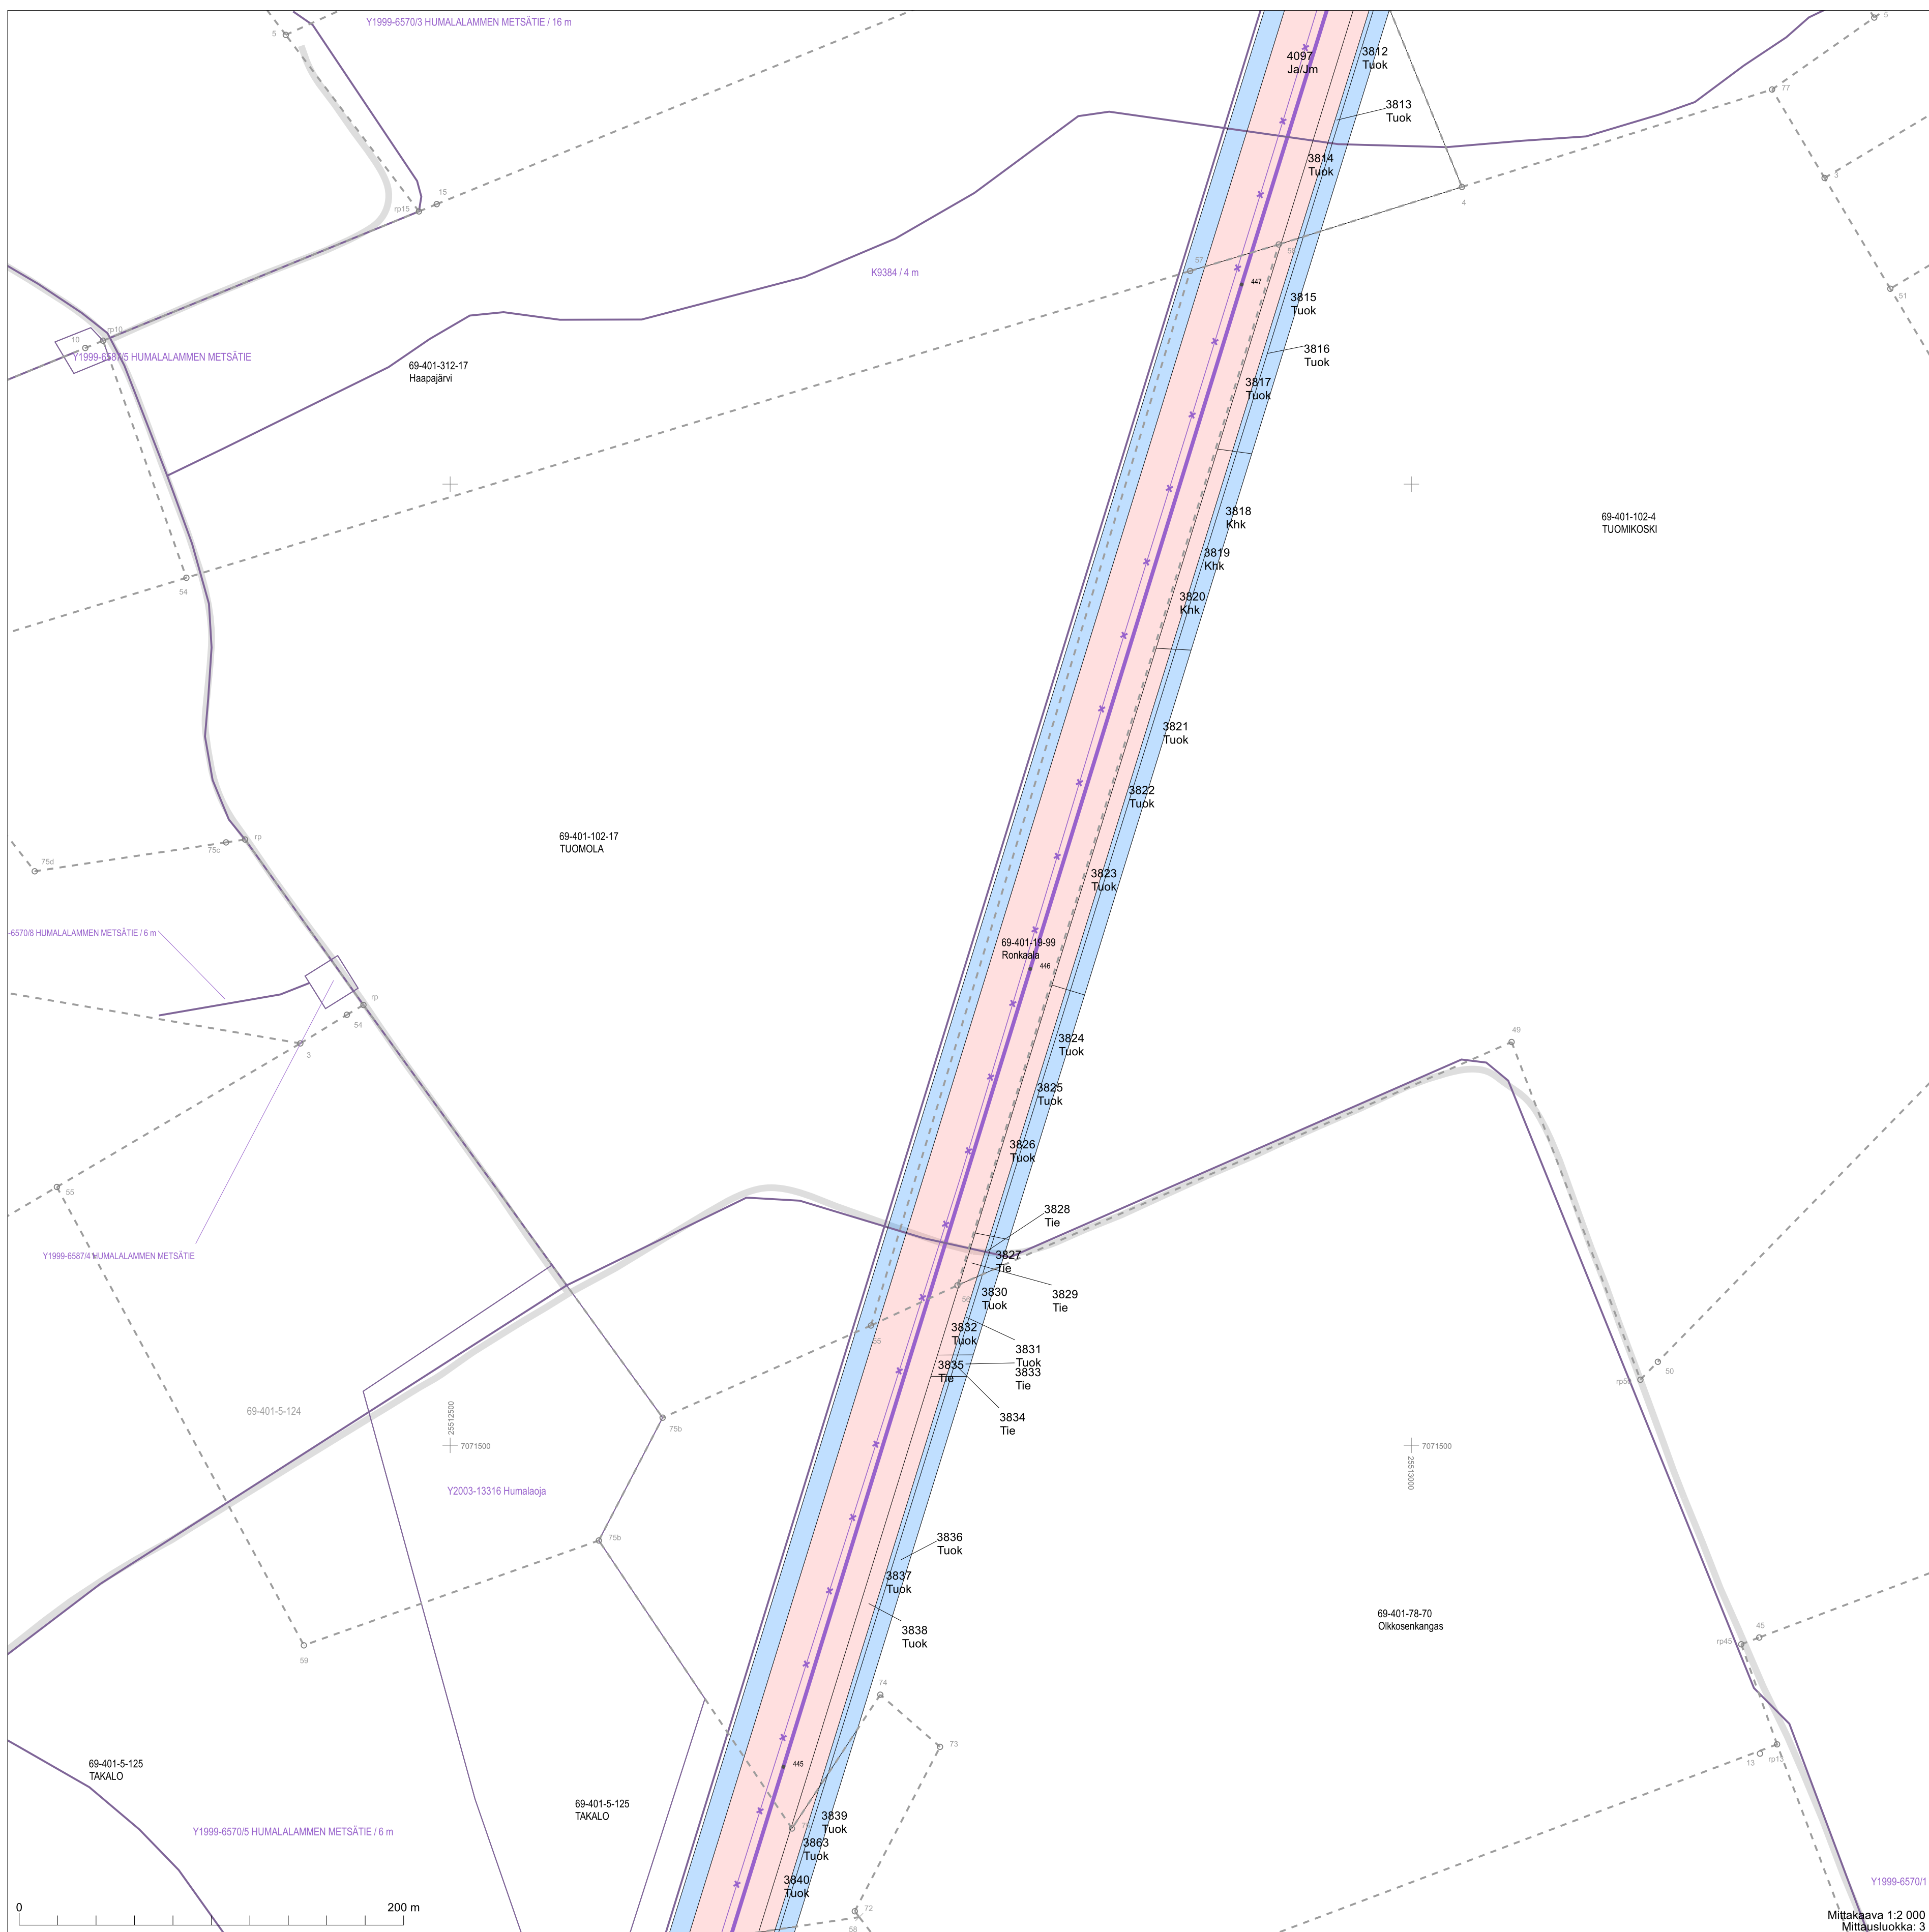 Y1999-6570/3 HUMALALAMMEN METSÄTIE / 16 m
5
5
4097
Ja/Jm
3812
Tuok
77
3813
Tuok
3814
Tuok
3
15
rp15
4
K9384 / 4 m
57
447
51
3815
Tuok
rp10
10
Y1999-6587/5 HUMALALAMMEN METSÄTIE
3816
Tuok
69-401-312-17
Haapajärvi
3817
Tuok
3818
Khk
69-401-102-4
TUOMIKOSKI
3819
Khk
54
3820
Khk
3821
Tuok
3822
Tuok
69-401-102-17
TUOMOLA
rp
75c
75d
3823
Tuok
-6570/8 HUMALALAMMEN METSÄTIE / 6 m
69-401-19-99
Ronkaala
446
rp
54
3
3824
Tuok
49
3825
Tuok
3826
Tuok
55
3828
Tie
Y1999-6587/4 HUMALALAMMEN METSÄTIE
3827
Tie
3829
Tie
3830
Tuok
3832
Tuok
3831
Tuok
3833
Tie
3835
Tie
50
3834
Tie
69-401-5-124
25512500
7071500
75b
7071500
25513000
Y2003-13316 Humalaoja
75b
3836
Tuok
3837
Tuok
69-401-78-70
Olkkosenkangas
3838
Tuok
45
rp45
59
74
73
13
rp13
69-401-5-125
TAKALO
445
69-401-5-125
TAKALO
3839
Tuok
Y1999-6570/5 HUMALALAMMEN METSÄTIE / 6 m
3863
Tuok
3840
Tuok
Y1999-6570/1
0
200 m
72
58
Mittakaava 1:2 000
Mittausluokka: 3